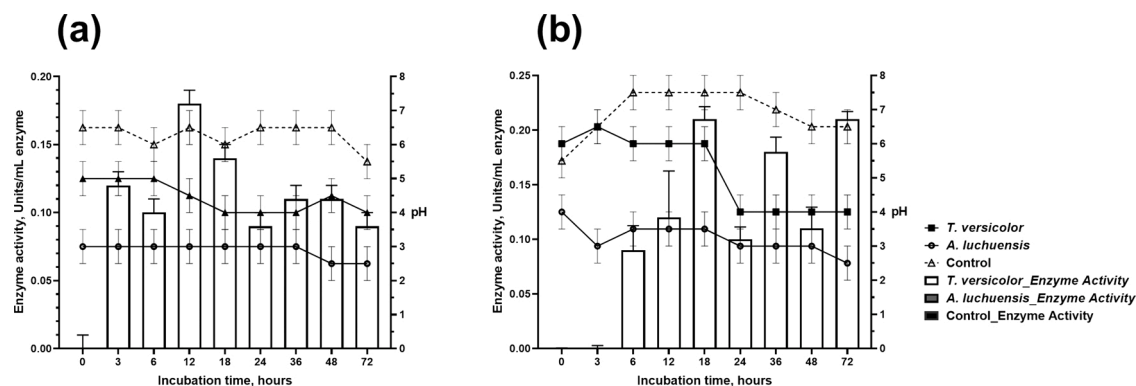 (a)
(b)
Enzyme activity, Units/mL enzyme
0.20
0.15
0.10
0.05
0.00
8
7
6
5
4
3
2
1
0
pH
0 3 6 12 18 24 36 48 72
Incubation time, hours
Enzyme activity, Units/mL enzyme
0.25
0.20
0.15
0.10
0.05
0.00
8
7
6
5
4
3
2
1
0
pH
0 3 6 12 18 24 36 48 72
Incubation time, hours
T. versicolor
A. luchuensis
Control
T. versicolor_Enzyme Activity
A. luchuensis_Enzyme Activity
Control_Enzyme Activity